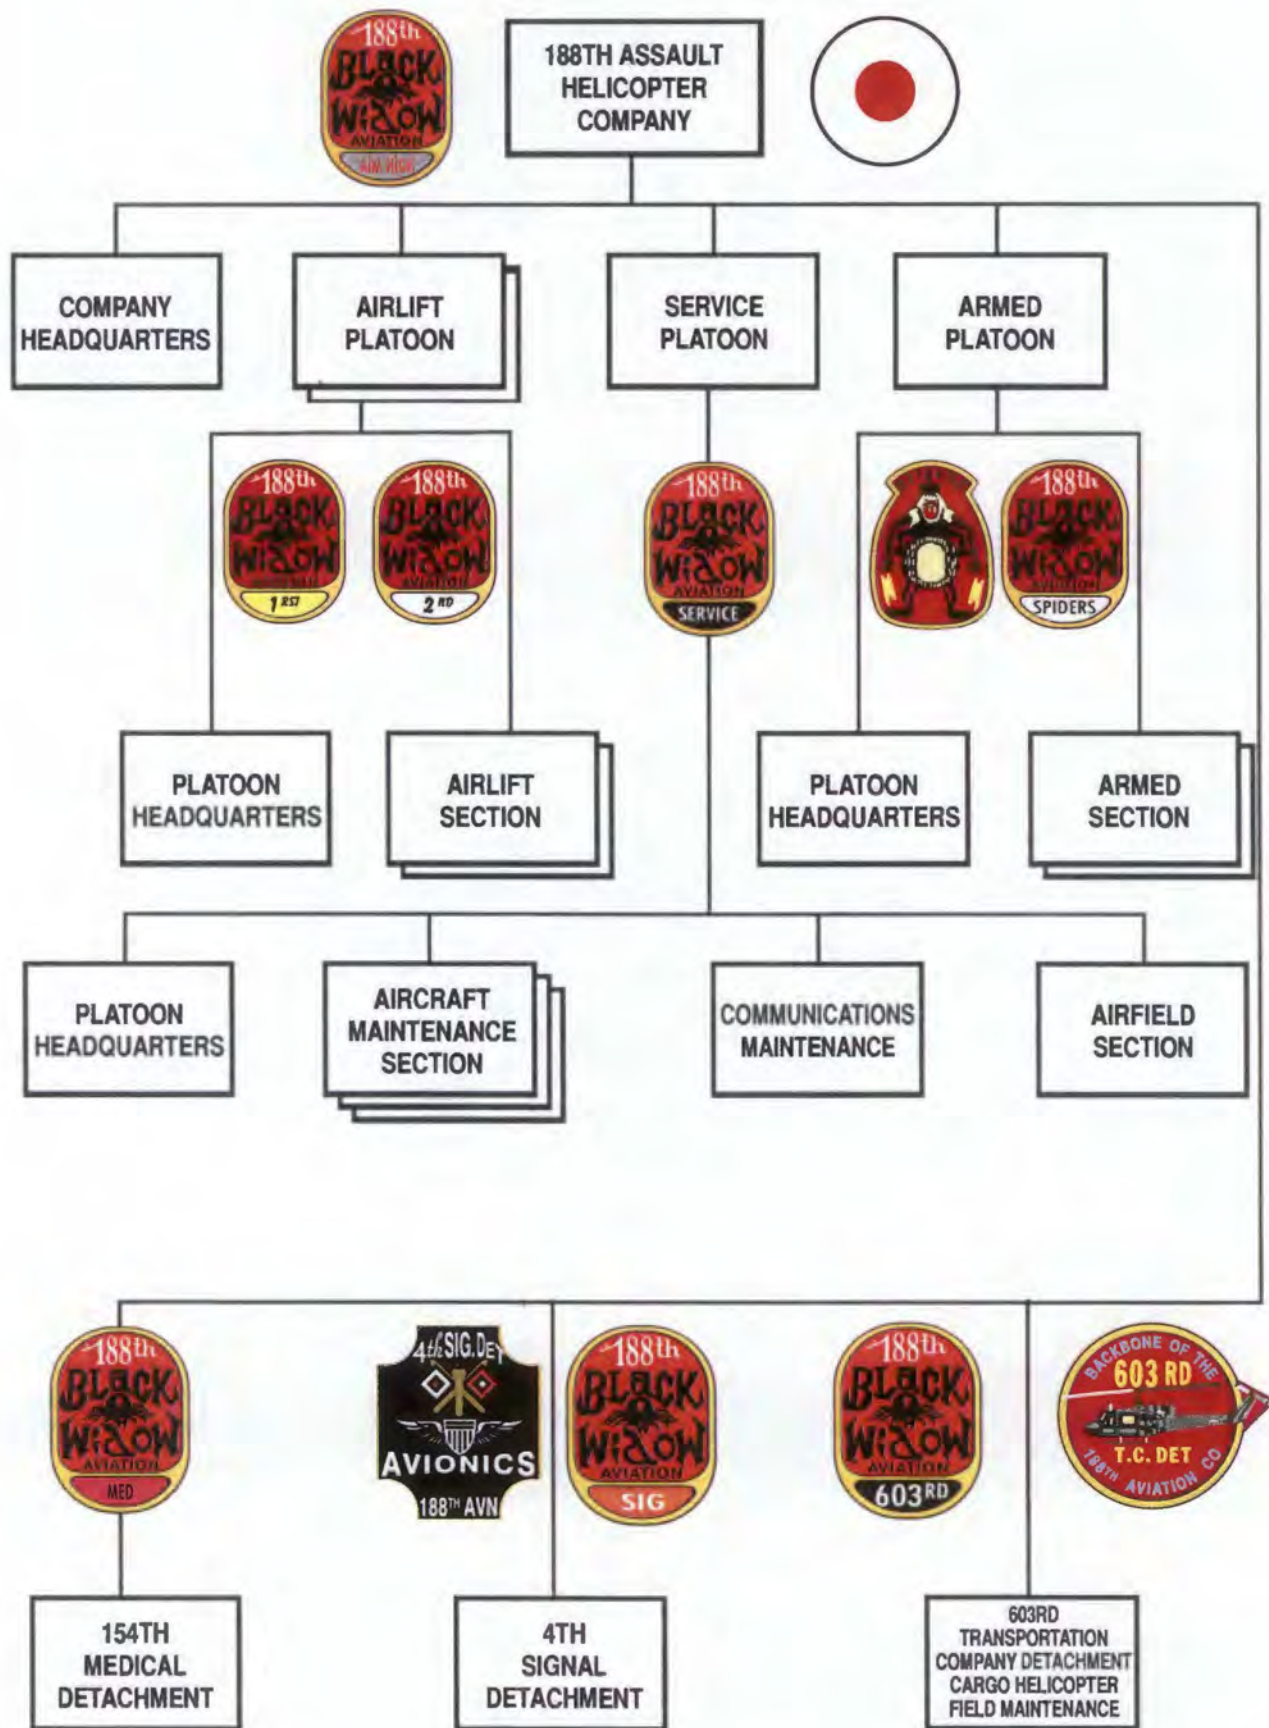 188th
BLACK
WIDOW
AVIATION
AIM HIGH
188TH ASSAULT
HELICOPTER
COMPANY
COMPANY
HEADQUARTERS
AIRLIFT
PLATOON
SERVICE
PLATOON
ARMED
PLATOON
188th
BLACK
WIDOW
1RST
188th
BLACK
WIDOW
AVIATION
2RD
188th
BLACK
WIDOW
AVIATION
SERVICE
188th
BLACK
WIDOW
AVIATION
SPIDERS
PLATOON
HEADQUARTERS
AIRLIFT
SECTION
PLATOON
HEADQUARTERS
ARMED
SECTION
PLATOON
HEADQUARTERS
AIRCRAFT
MAINTENANCE
SECTION
COMMUNICATIONS
MAINTENANCE
AIRFIELD
SECTION
188th
BLACK
WIDOW
AVIATION
MED
4th SIG. DET
AVIONICS
188TH AVN
188th
BLACK
WIDOW
AVIATION
SIG
188th
BLACK
WIDOW
AVIATION
603RD
BACKBONE OF THE
603 RD
T.C. DET
188TH AVIATION CO
154TH
MEDICAL
DETACHMENT
4TH
SIGNAL
DETACHMENT
603RD
TRANSPORTATION
COMPANY DETACHMENT
CARGO HELICOPTER
FIELD MAINTENANCE